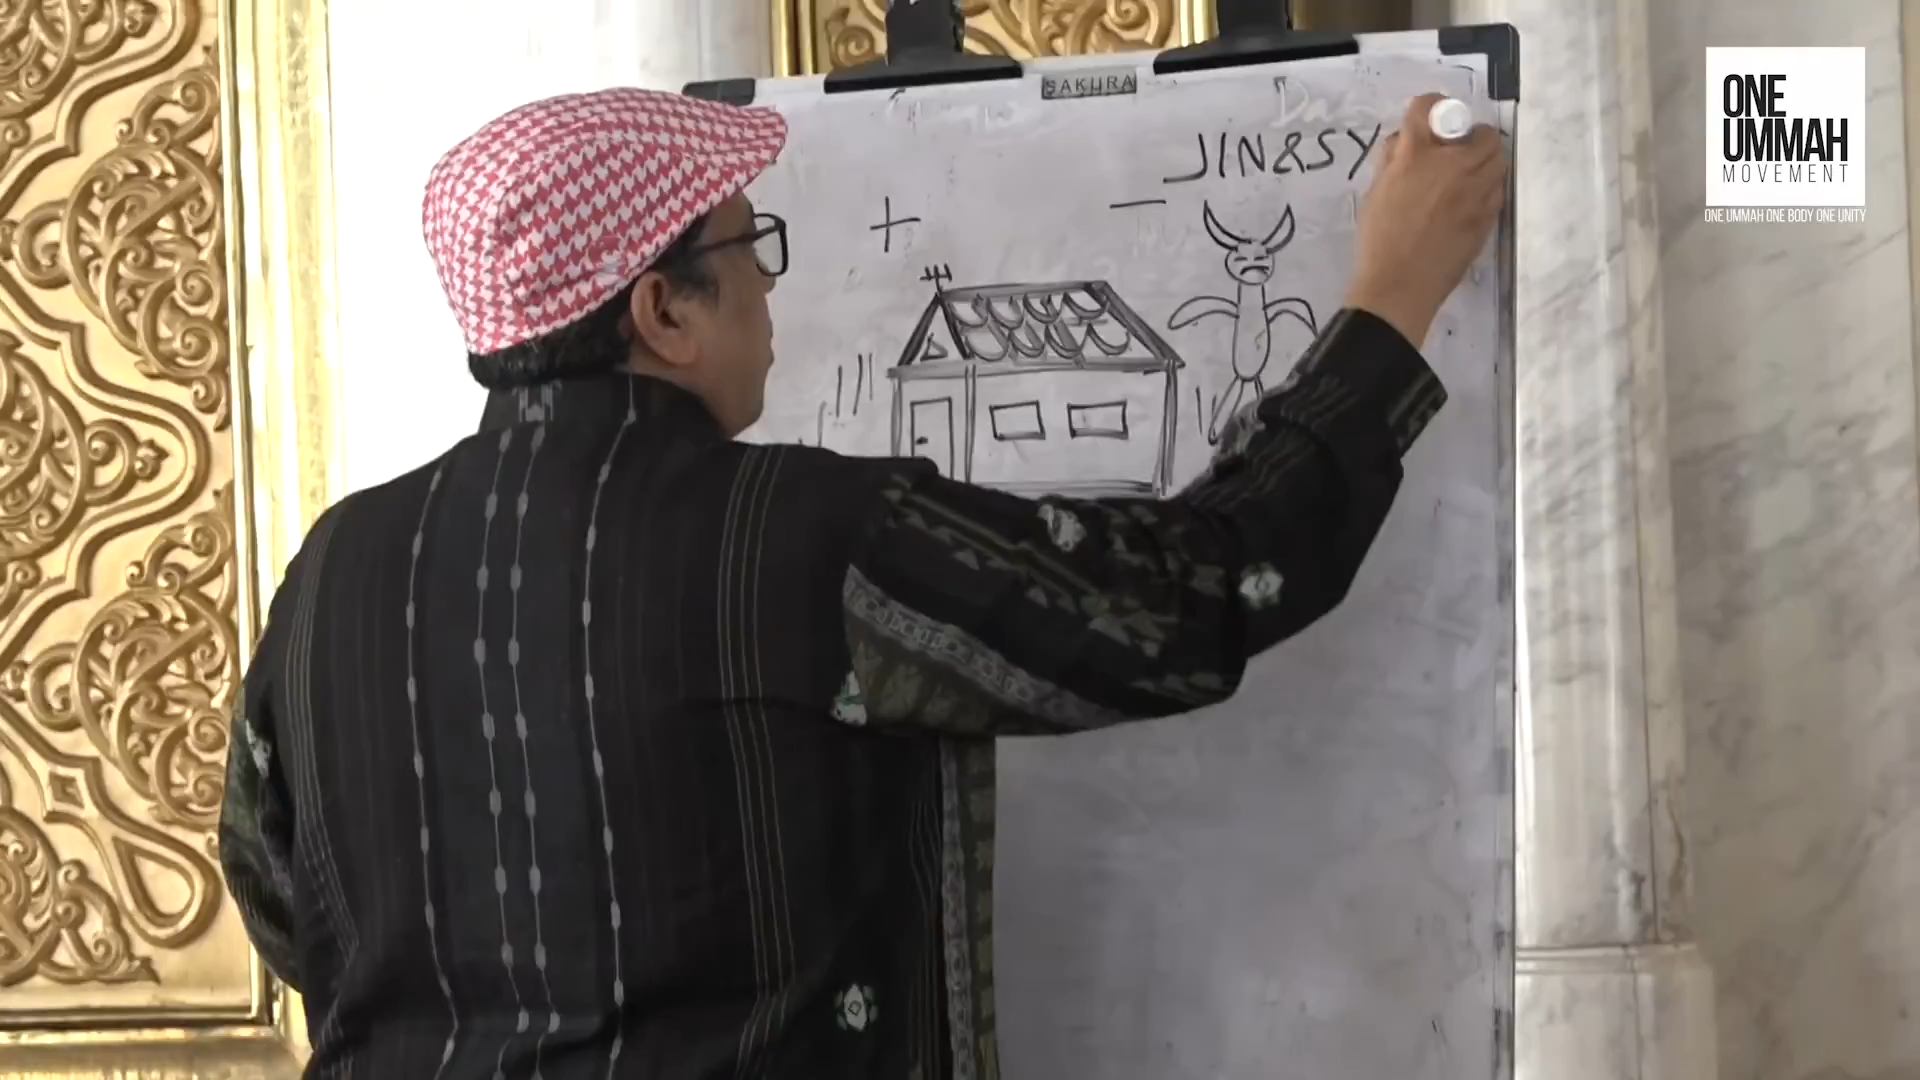 SAKURA
JIN&SY
+
-
ONE
UMMAH
MOVEMENT
ONE UMMAH ONE BODY ONE UNITY